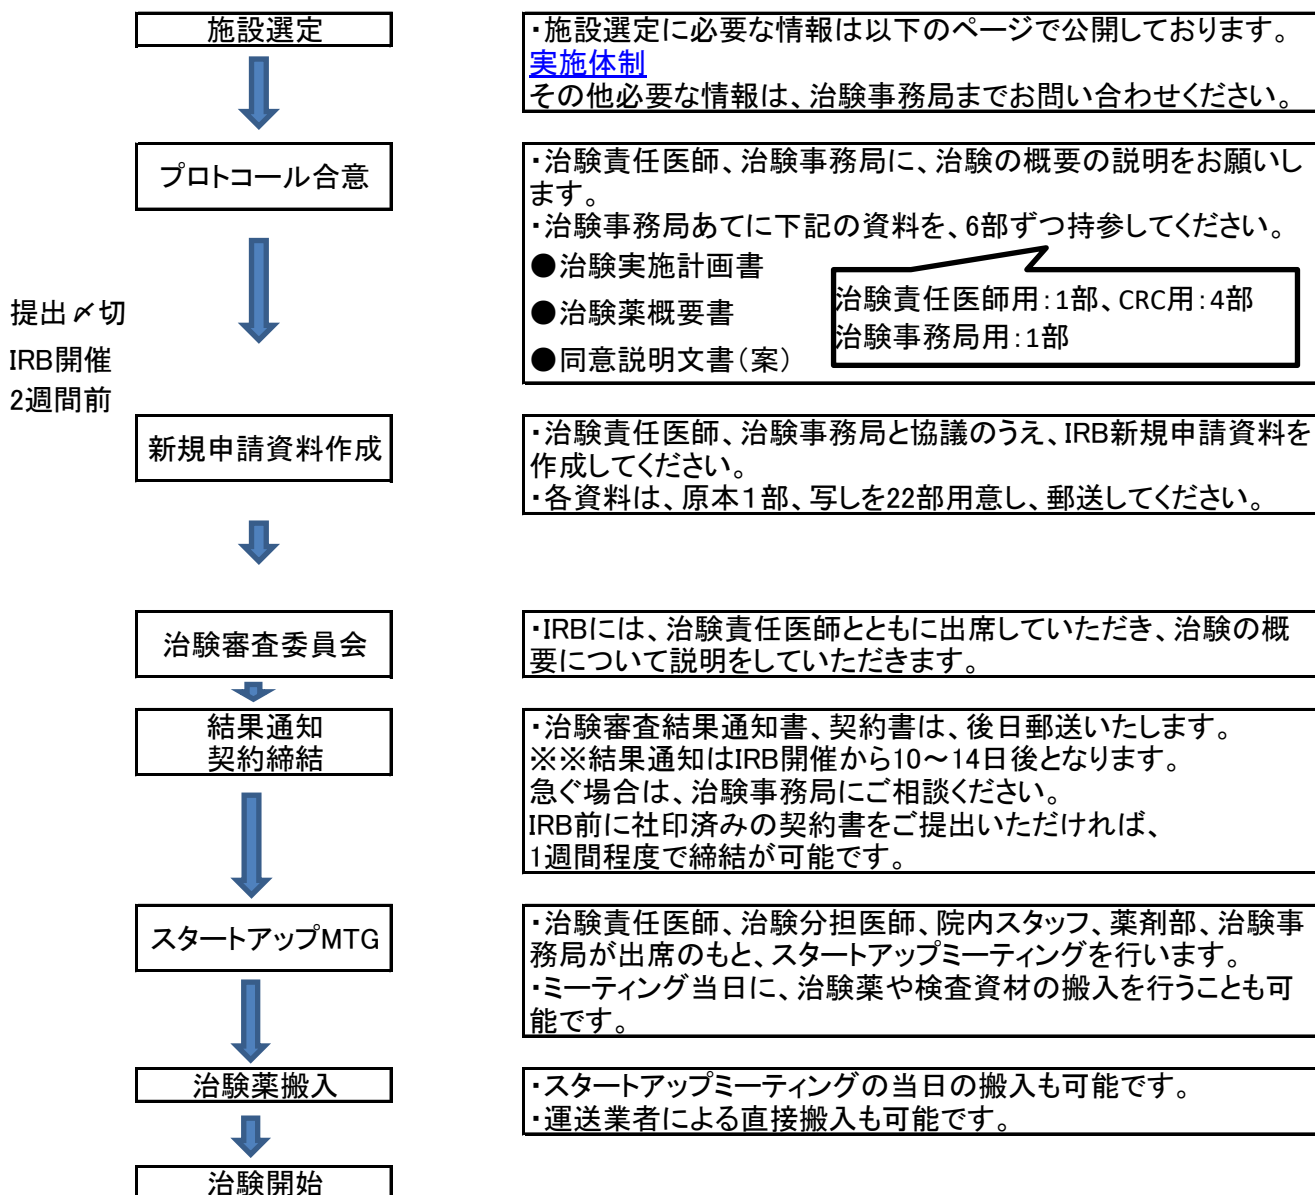 施設選定
・施設選定に必要な情報は以下のページで公開しております。
実施体制
その他必要な情報は、治験事務局までお問い合わせください。
プロトコール合意
・治験責任医師、治験事務局に、治験の概要の説明をお願いし
ます。
・治験事務局あてに下記の資料を、6部ずつ持参してください。
●治験実施計画書
●治験薬概要書
●同意説明文書（案）
治験責任医師用：1部、CRC用：4部
治験事務局用：1部
提出〆切
IRB開催
2週間前
新規申請資料作成
・治験責任医師、治験事務局と協議のうえ、IRB新規申請資料を
作成してください。
・各資料は、原本１部、写しを22部用意し、郵送してください。
治験審査委員会
・IRBには、治験責任医師とともに出席していただき、治験の概
要について説明をしていただきます。
結果通知
契約締結
・治験審査結果通知書、契約書は、後日郵送いたします。
※※結果通知はIRB開催から10～14日後となります。
急ぐ場合は、治験事務局にご相談ください。
IRB前に社印済みの契約書をご提出いただければ、
1週間程度で締結が可能です。
スタートアップMTG
・治験責任医師、治験分担医師、院内スタッフ、薬剤部、治験事
務局が出席のもと、スタートアップミーティングを行います。
・ミーティング当日に、治験薬や検査資材の搬入を行うことも可
能です。
治験薬搬入
・スタートアップミーティングの当日の搬入も可能です。
・運送業者による直接搬入も可能です。
治験開始